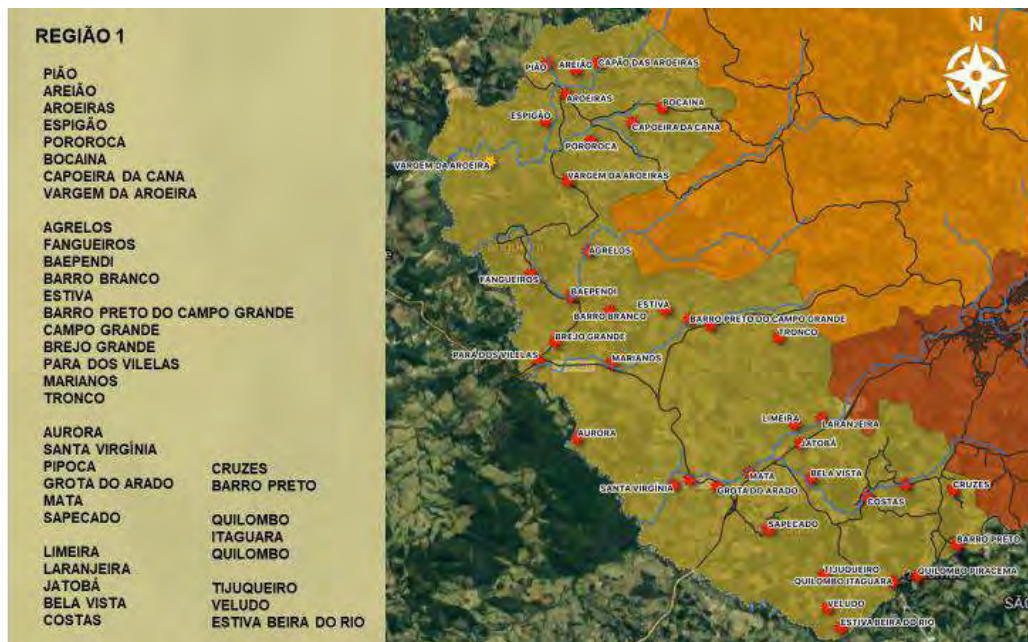 REGIÃO 1
PIÃO
AREIÃO
AROEIRAS
ESPIGÃO
POROROCA
BOCAINA
CAPOEIRA DA CANA
VARGEM DA AROEIRA
AGRELOS
FANGUEIROS
BAEPENDI
BARRO BRANCO
ESTIVA
BARRO PRETO DO CAMPO GRANDE
CAMPO GRANDE
BREJO GRANDE
PARA DOS VILELAS
MARIANOS
TRONCO
AURORA
SANTA VIRGÍNIA
PIPOCA
GROTA DO ARADO
MATA
SAPECADO
LIMEIRA
LARANJEIRA
JATOBÁ
BELA VISTA
COSTAS
CRUZES
BARRO PRETO
QUILOMBO
ITAGUARA
QUILOMBO
TIJUQUEIRO
VELUDO
ESTIVA BEIRA DO RIO
N
PIÃO
AREIÃO
CAPÃO DAS AROEIRAS
AROEIRAS
BOCAINA
ESPIGÃO
CAPOEIRA DA CANA
POROROCA
VARGEM DA AROEIRA
VARGEM DAS AROEIRAS
AGRELOS
FANGUEIROS
BAEPENDI
ESTIVA
BARRO BRANCO
BARRO PRETO DO CAMPO GRANDE
TRONCO
BREJO GRANDE
PARA DOS VILELAS
MARIANOS
LIMEIRA
LARANJEIRA
AURORA
JATOBÁ
MATA
BELA VISTA
SANTA VIRGÍNIA
GROTA DO ARADO
CRUZES
COSTAS
SAPECADO
BARRO PRETO
TIJUQUEIRO
QUILOMBO ITAGUARA
QUILOMBO PIRACEMA
VELUDO
SÃO
ESTIVA BEIRA DO RIO